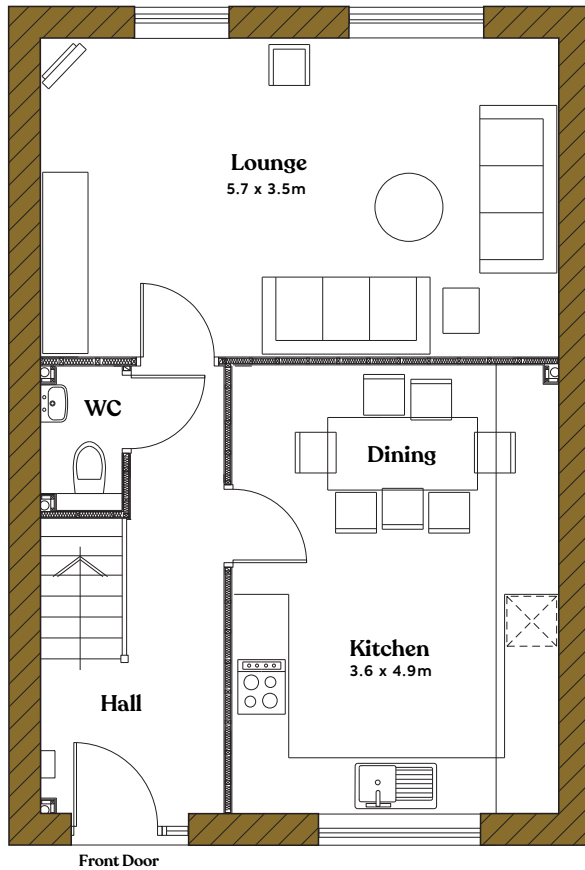 Lounge
5.7 x 3.5m
WC
Dining
Kitchen
3.6 x 4.9m
Hall
Front Door